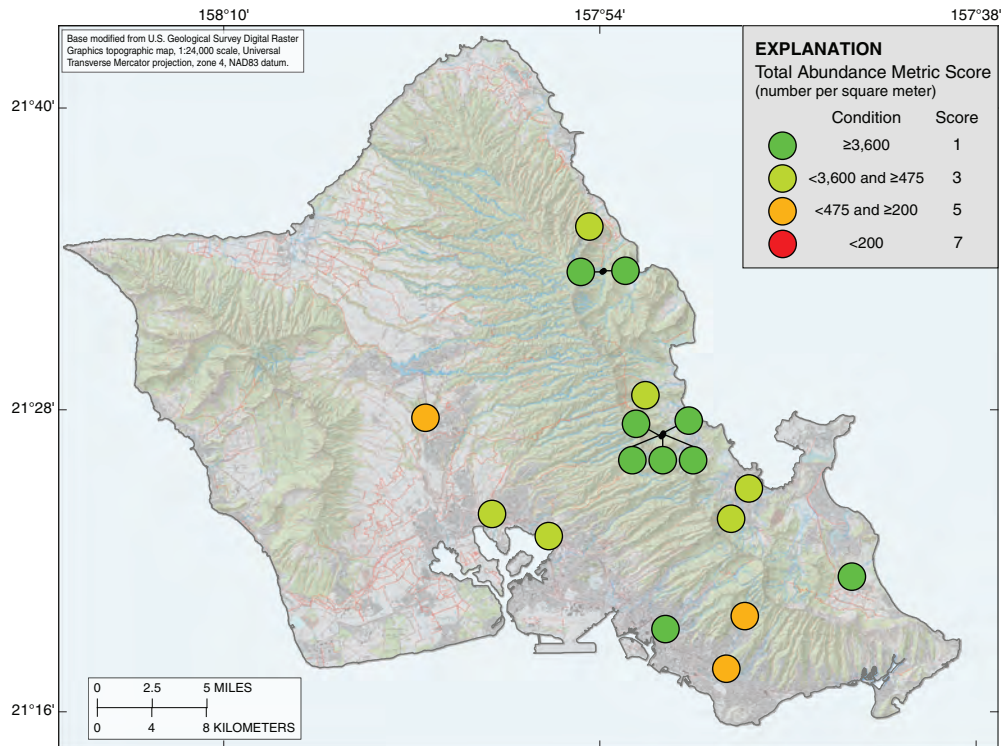 158°10'
157°54'
157°38'
Base modified from U.S. Geological Survey Digital Raster
Graphics topographic map, 1:24,000 scale, Universal
Transverse Mercator projection, zone 4, NAD83 datum.
EXPLANATION
Total Abundance Metric Score
(number per square meter)
Condition Score
≥3,600 1
<3,600 and ≥475 3
<475 and ≥200 5
<200 7
21°40'
21°28'
21°16'
0 2.5 5 MILES
0 4 8 KILOMETERS